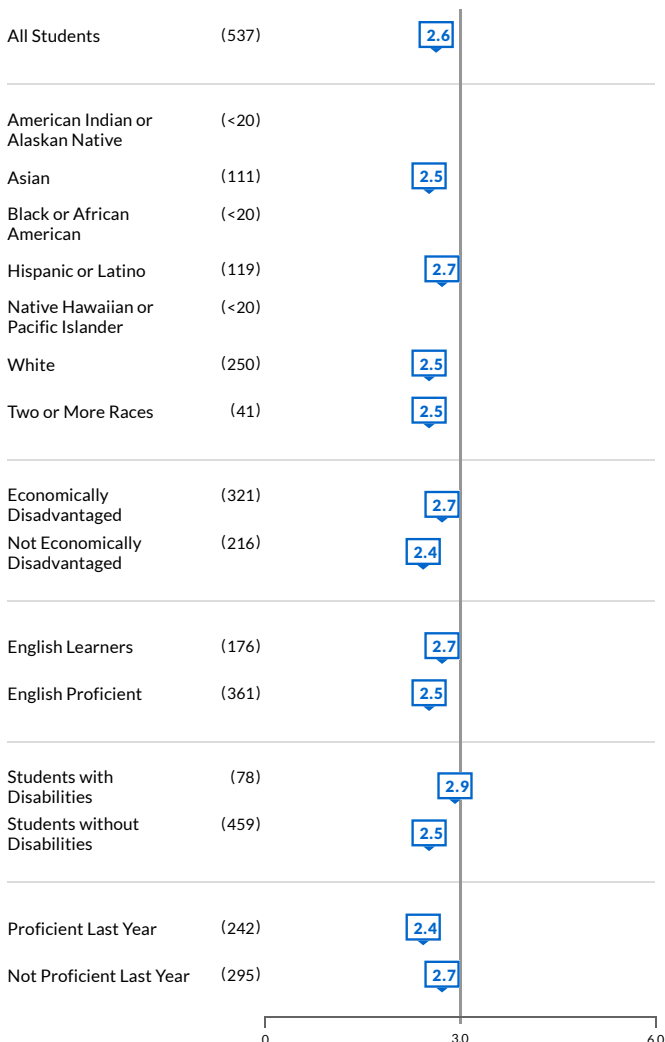 All Students (537) 2.6
American Indian or (<20)
Alaskan Native
Asian (111) 2.5
Black or African (<20)
American
Hispanic or Latino (119) 2.7
Native Hawaiian or (<20)
Pacific Islander
White (250) 2.5
Two or More Races (41) 2.5
Economically (321) 2.7
Disadvantaged
Not Economically (216) 2.4
Disadvantaged
English Learners (176) 2.7
English Proficient (361) 2.5
Students with (78) 2.9
Disabilities
Students without (459) 2.5
Disabilities
Proficient Last Year (242) 2.4
Not Proficient Last Year (295) 2.7
0 3.0 6.0